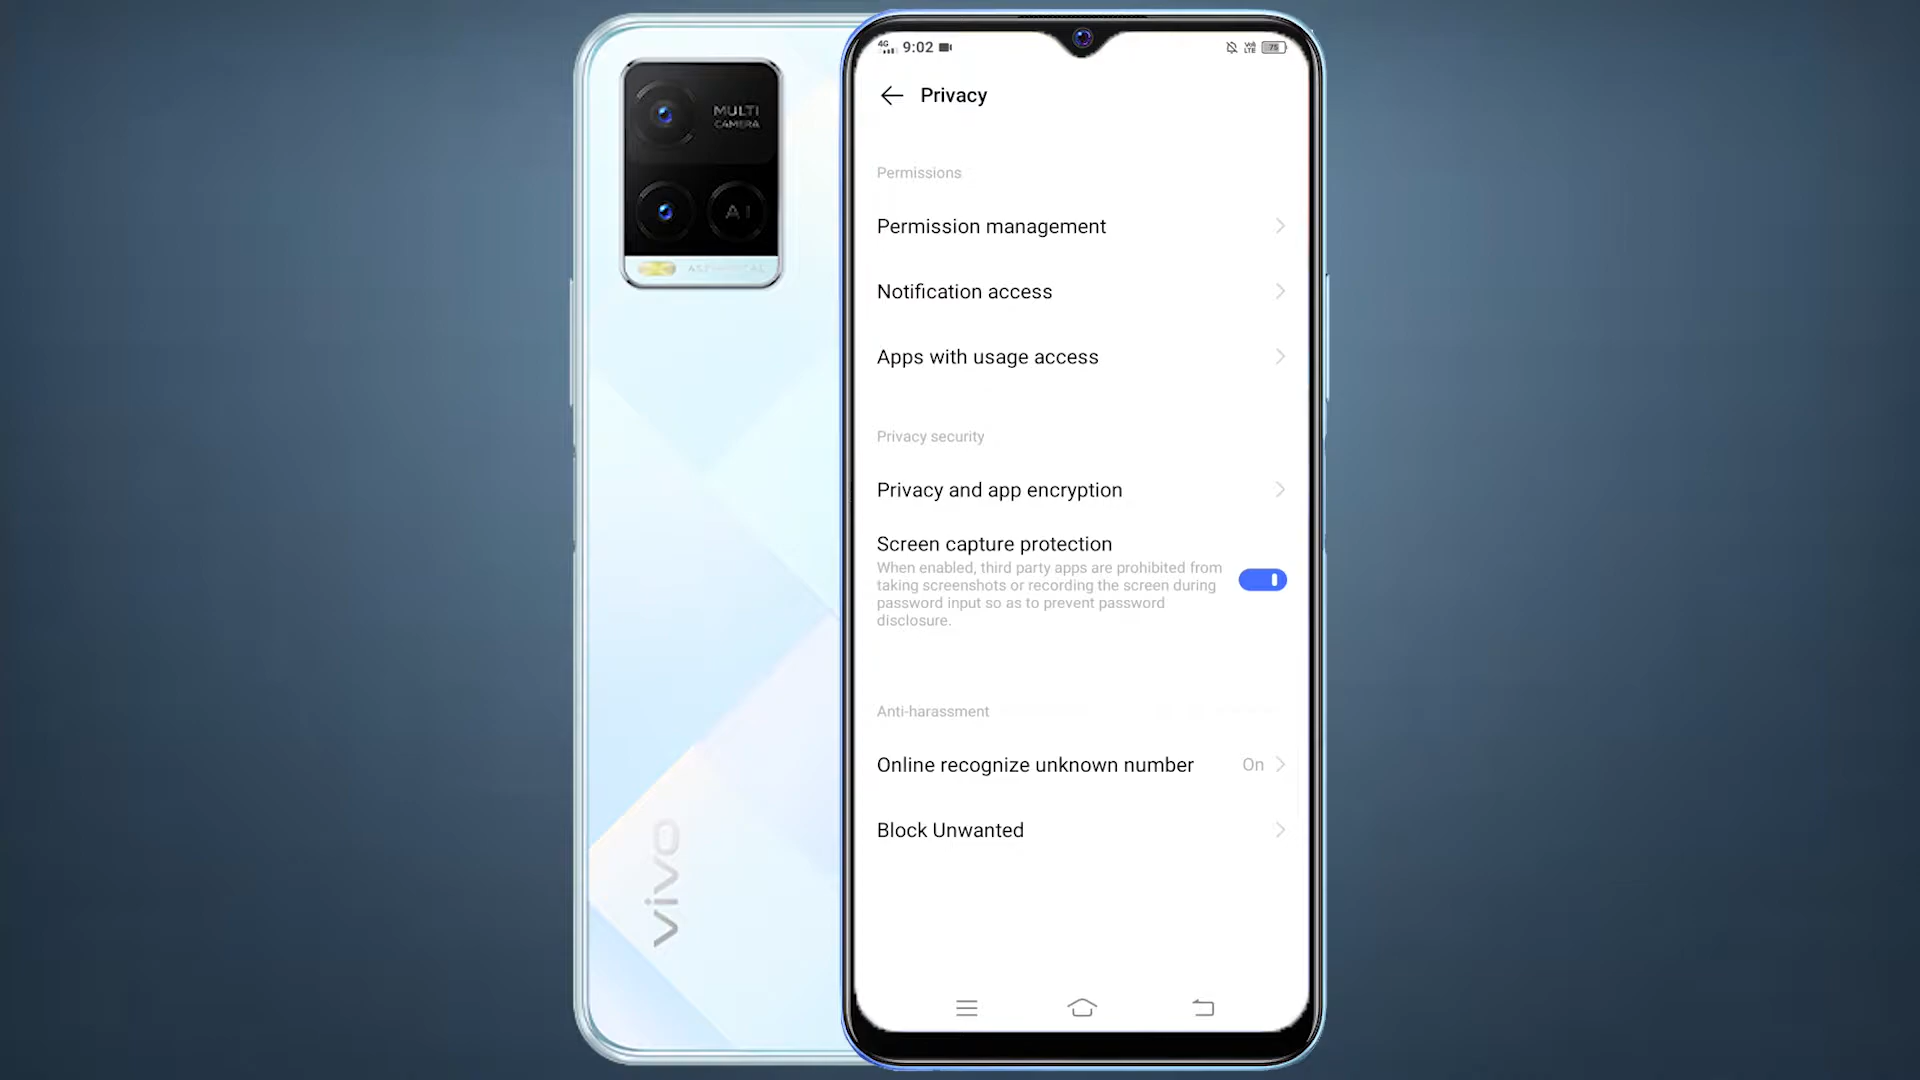 MULTI
CAMERA
AI
vivo
4G
9:02
VoLTE
75
Privacy
Permissions
Permission management
Notification access
Apps with usage access
Privacy security
Privacy and app encryption
Screen capture protection
When enabled, third party apps are prohibited from
taking screenshots or recording the screen during
password input so as to prevent password
disclosure.
Anti-harassment
Online recognize unknown number
On
Block Unwanted